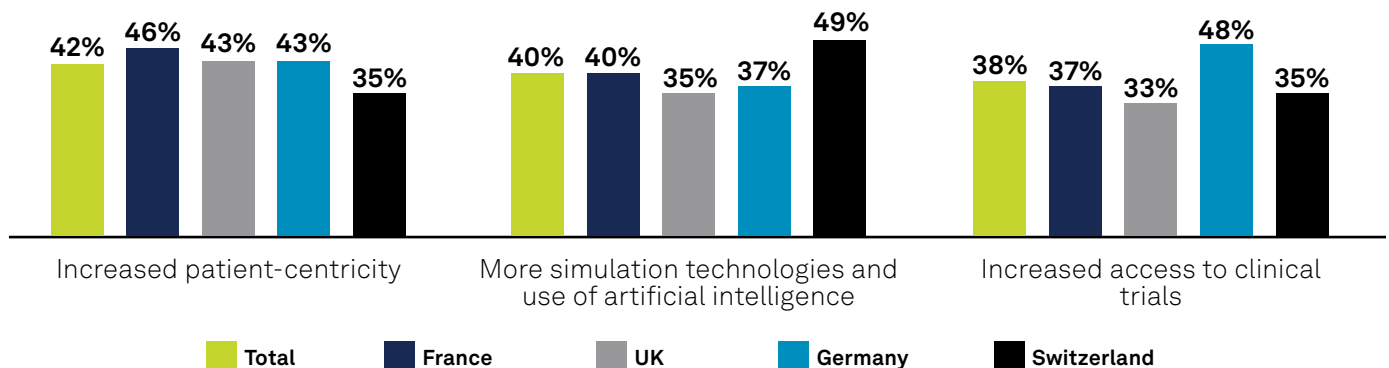 42%
46%
43%
43%
35%
40%
40%
35%
37%
49%
38%
37%
33%
48%
35%
Increased patient-centricity
More simulation technologies and
use of artificial intelligence
Increased access to clinical
trials
Total
France
UK
Germany
Switzerland